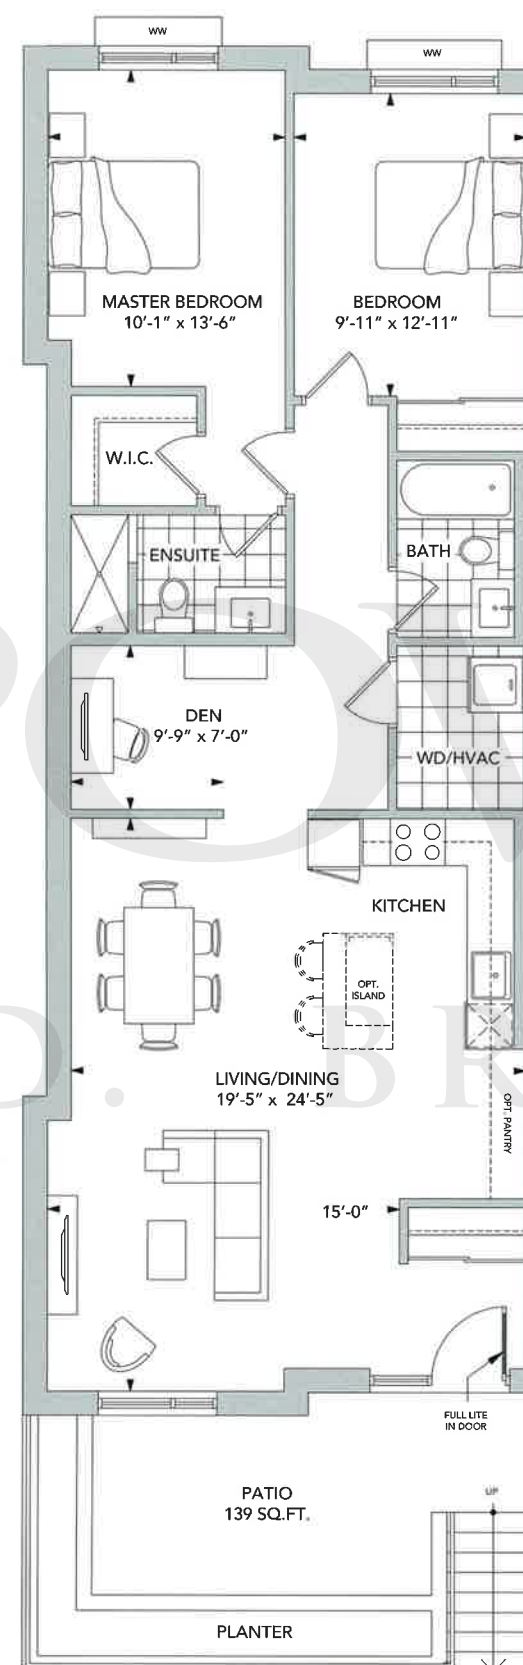 WW
WW
MASTER BEDROOM
10'-1" x 13'-6"
BEDROOM
9'-11" x 12'-11"
W.I.C.
ENSUITE
BATH
DEN
9'-9" x 7'-0"
WD/HVAC
KITCHEN
OPT.
ISLAND
LIVING/DINING
19'-5" x 24'-5"
OPT. PANTRY
15'-0"
FULL LITE
IN DOOR
PATIO
139 SQ.FT.
UP
PLANTER